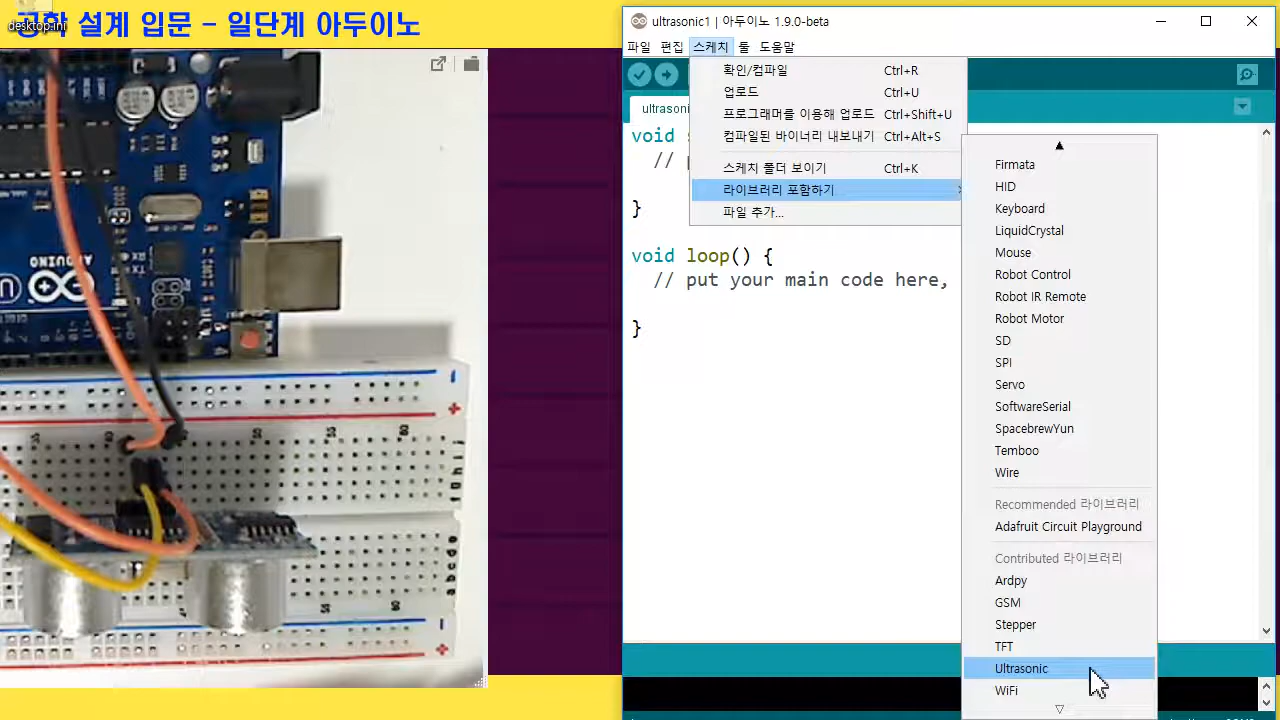 공학 설계 입문 – 일단계 아두이노
desktop.ini
ultrasonic1 | 아두이노 1.9.0-beta
파일 편집 스케치 툴 도움말
확인/컴파일 Ctrl+R
업로드 Ctrl+U
프로그래머를 이용해 업로드 Ctrl+Shift+U
컴파일된 바이너리 내보내기 Ctrl+Alt+S
스케치 폴더 보이기 Ctrl+K
라이브러리 포함하기
파일 추가...
ultrasoni
void s
// p
}
void loop() {
// put your main code here,
}
Firmata
HID
Keyboard
LiquidCrystal
Mouse
Robot Control
Robot IR Remote
Robot Motor
SD
SPI
Servo
SoftwareSerial
SpacebrewYun
Temboo
Wire
Recommended 라이브러리
Adafruit Circuit Playground
Contributed 라이브러리
Ardpy
GSM
Stepper
TFT
Ultrasonic
WiFi
ARDUINO